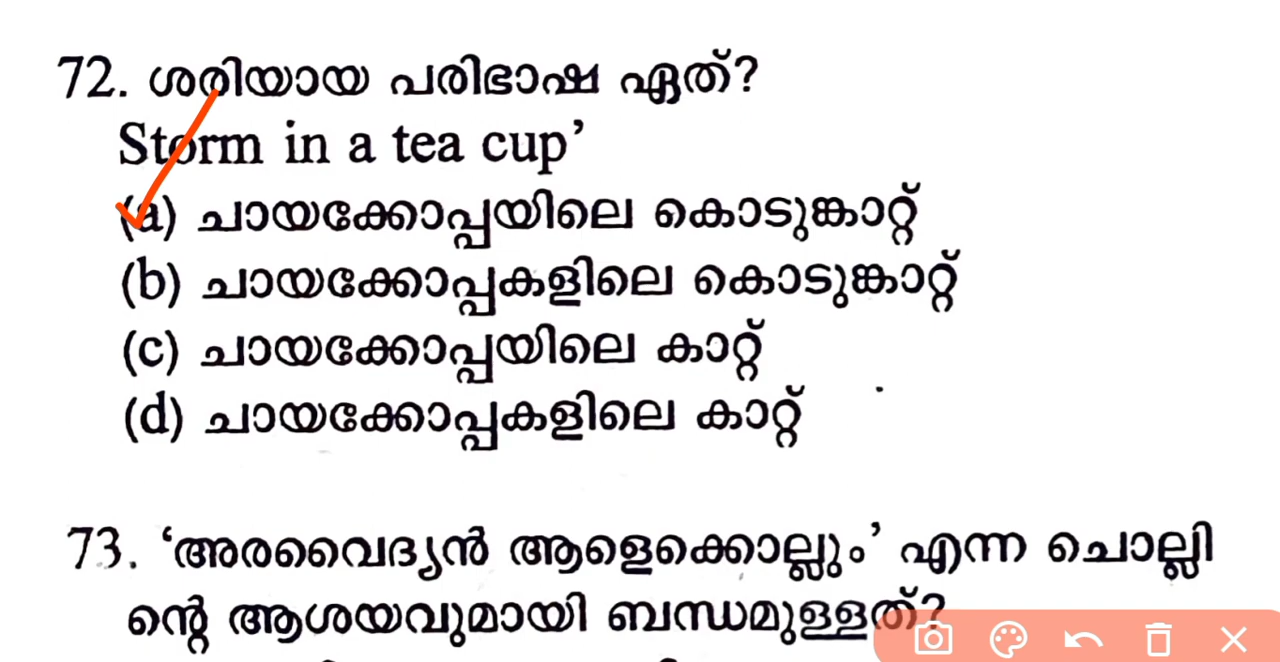 72. ശരിയായ പരിഭാഷ ഏത്?
Storm in a tea cup’
(a) ചായക്കോപ്പയിലെ കൊടുങ്കാറ്റ്
(b) ചായക്കോപ്പകളിലെ കൊടുങ്കാറ്റ്
(c) ചായക്കോപ്പയിലെ കാറ്റ്
(d) ചായക്കോപ്പകളിലെ കാറ്റ്
73. ‘അരവൈദ്യൻ ആളെക്കൊല്ലും’ എന്ന ചൊല്ലി
ന്റെ ആശയവുമായി ബന്ധമുള്ളത്?